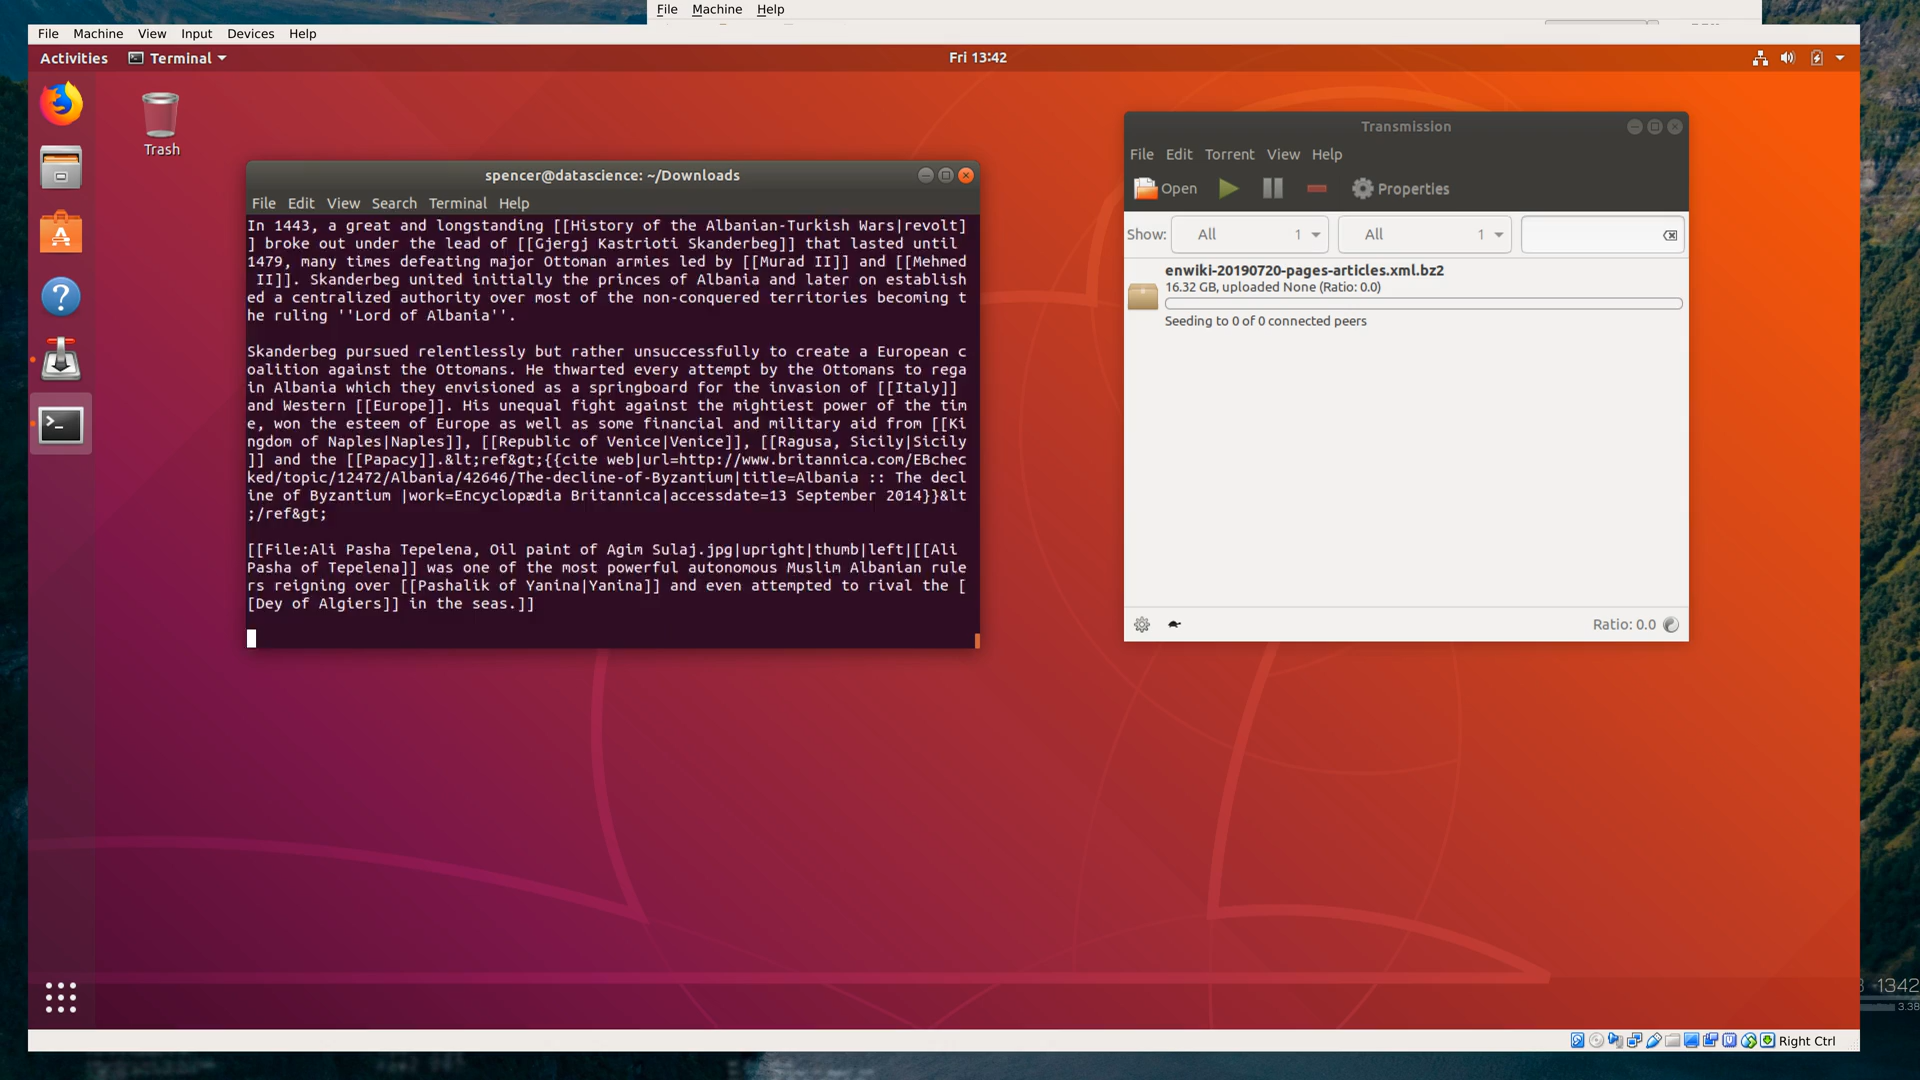 File Machine Help
File Machine View Input Devices Help
Activities Terminal Fri 13:42
Trash
spencer@datascience: ~/Downloads
File Edit View Search Terminal Help
In 1443, a great and longstanding [[History of the Albanian-Turkish Wars|revolt]
] broke out under the lead of [[Gjergj Kastrioti Skanderbeg]] that lasted until
1479, many times defeating major Ottoman armies led by [[Murad II]] and [[Mehmed
 II]]. Skanderbeg united initially the princes of Albania and later on establish
ed a centralized authority over most of the non-conquered territories becoming t
he ruling ''Lord of Albania''.
Skanderbeg pursued relentlessly but rather unsuccessfully to create a European c
oalition against the Ottomans. He thwarted every attempt by the Ottomans to rega
in Albania which they envisioned as a springboard for the invasion of [[Italy]]
and Western [[Europe]]. His unequal fight against the mightiest power of the tim
e, won the esteem of Europe as well as some financial and military aid from [[Ki
ngdom of Naples|Naples]], [[Republic of Venice|Venice]], [[Ragusa, Sicily|Sicily
]] and the [[Papacy]].&lt;ref&gt;{{cite web|url=http://www.britannica.com/EBchec
ked/topic/12472/Albania/42646/The-decline-of-Byzantium|title=Albania :: The decl
ine of Byzantium |work=Encyclopædia Britannica|accessdate=13 September 2014}}&lt
;/ref&gt;
[[File:Ali Pasha Tepelena, Oil paint of Agim Sulaj.jpg|upright|thumb|left|[[Ali
Pasha of Tepelena]] was one of the most powerful autonomous Muslim Albanian rule
rs reigning over [[Pashalik of Yanina|Yanina]] and even attempted to rival the [
[Dey of Algiers]] in the seas.]]
Transmission
File Edit Torrent View Help
Open Properties
Show: All 1 All 1
enwiki-20190720-pages-articles.xml.bz2
16.32 GB, uploaded None (Ratio: 0.0)
Seeding to 0 of 0 connected peers
Ratio: 0.0
1342
3.38
Right Ctrl